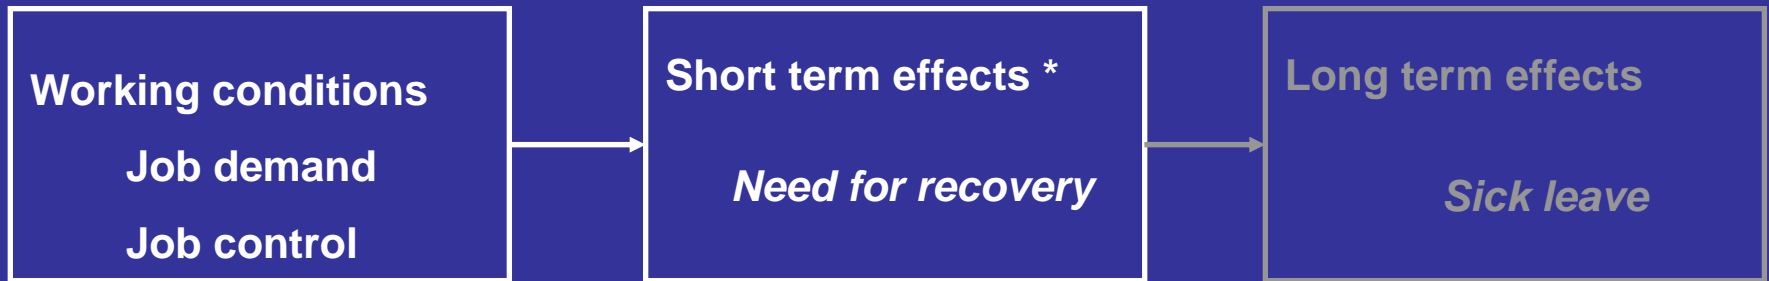 Working conditions
Job demand
Job control
Short term effects *
Need for recovery
Long term effects
Sick leave